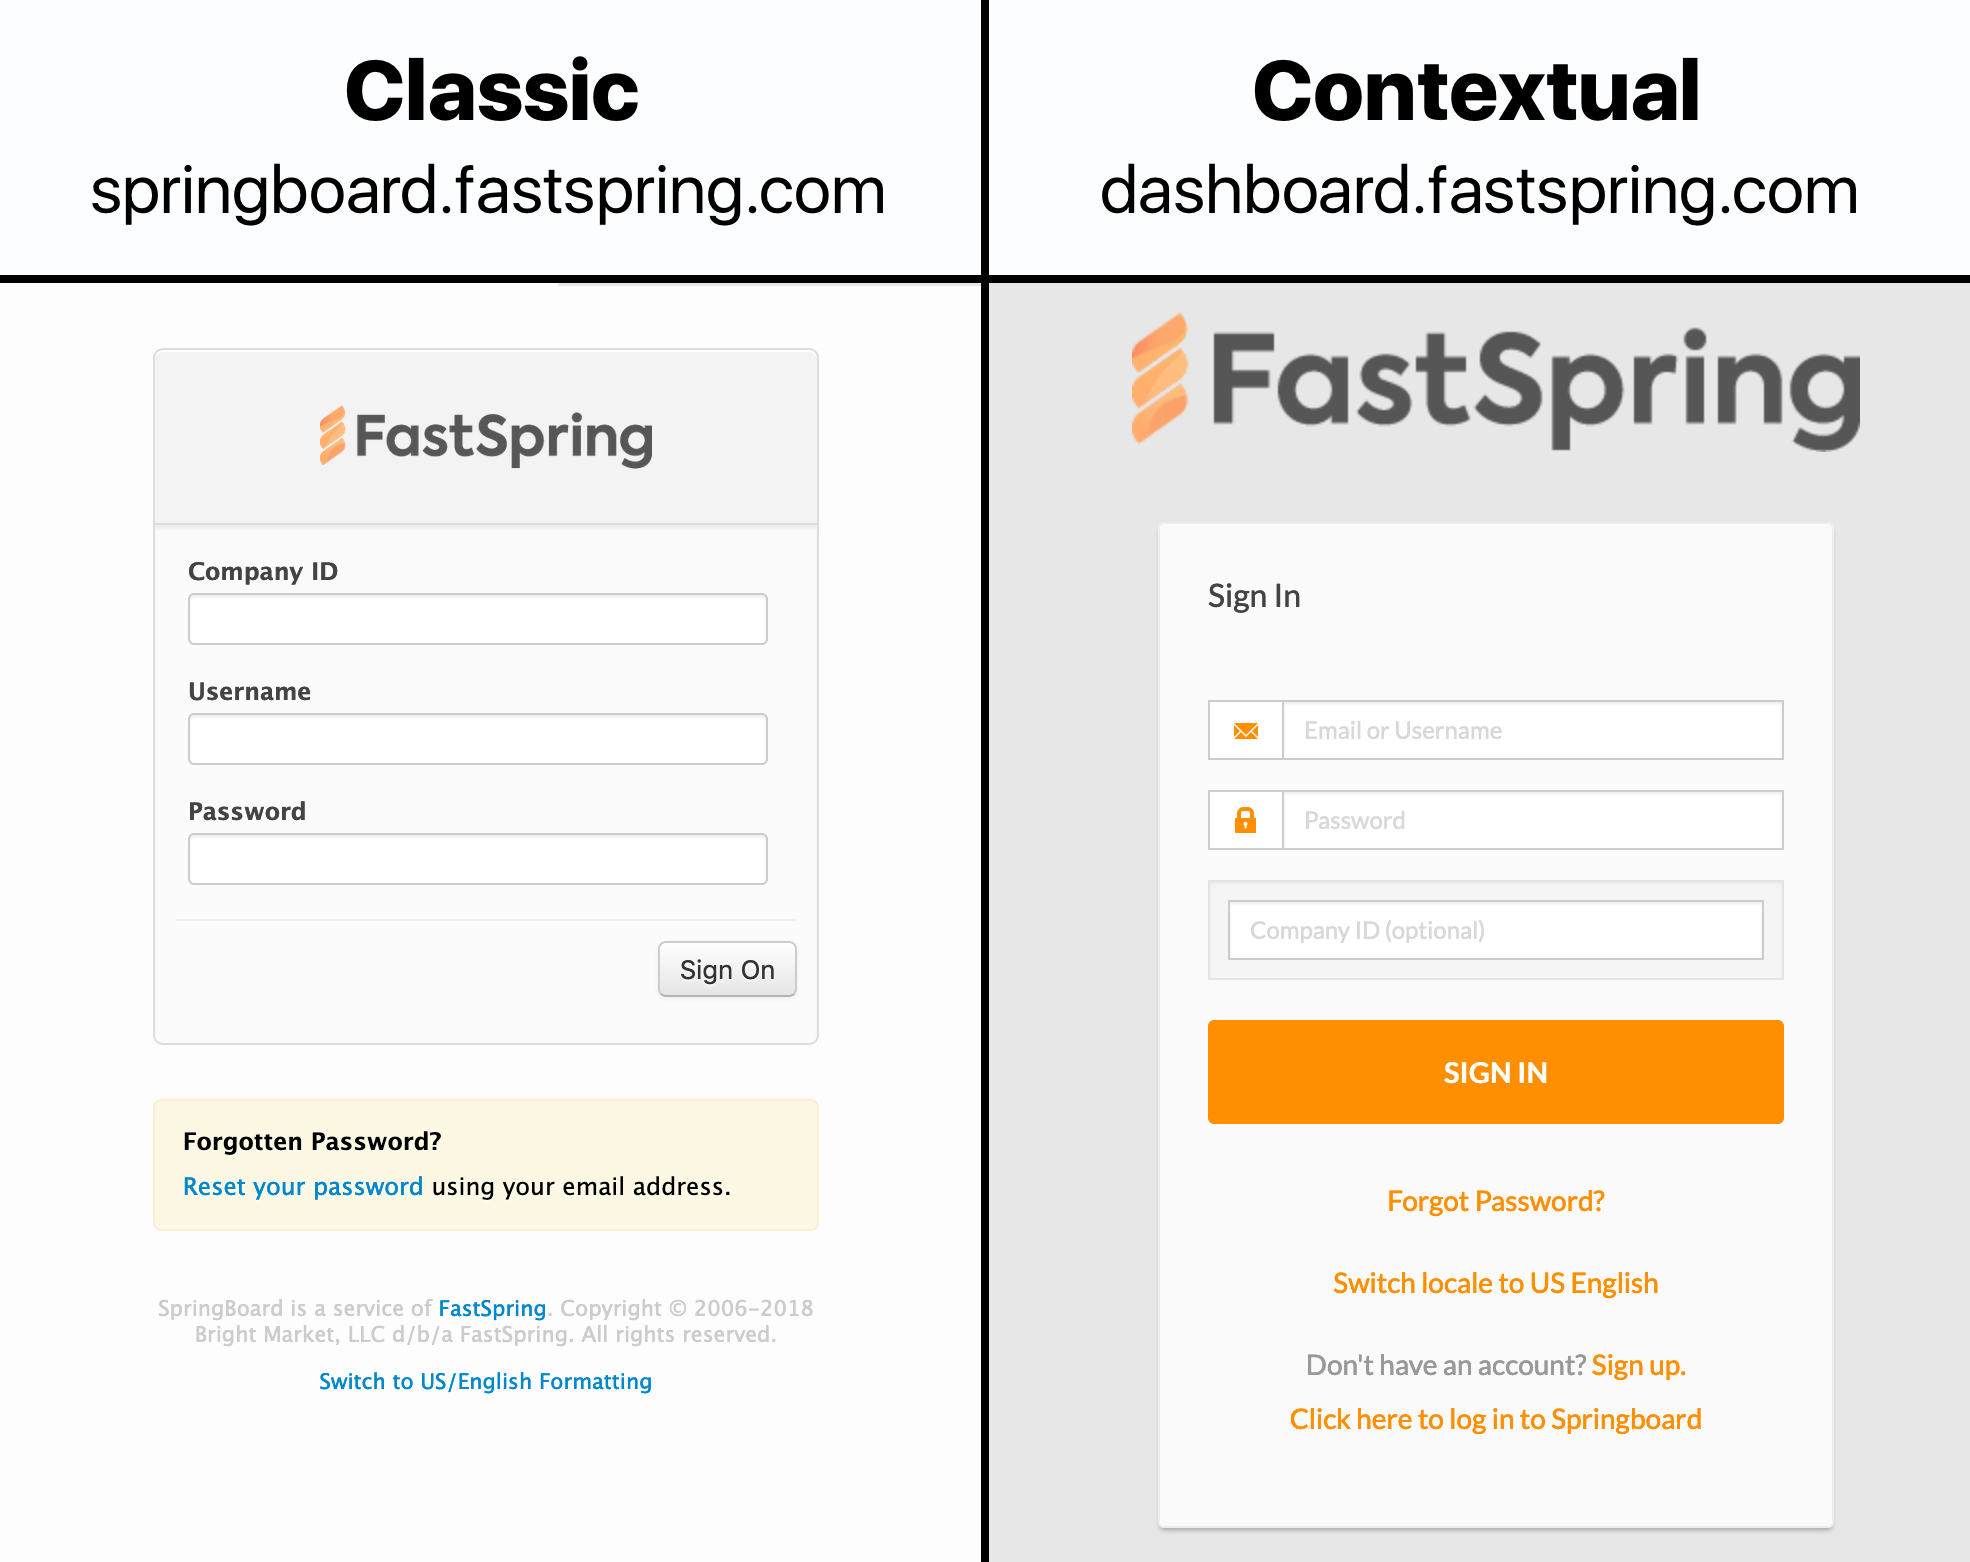 Classic
springboard.fastspring.com
FastSpring
Company ID
Username
Password
Sign On
Forgotten Password?
Reset your password using your email address.
SpringBoard is a service of FastSpring. Copyright © 2006-2018
Bright Market, LLC d/b/a FastSpring. All rights reserved.
Switch to US/English Formatting
Contextual
dashboard.fastspring.com
FastSpring
Sign In
Email or Username
Password
Company ID (optional)
SIGN IN
Forgot Password?
Switch locale to US English
Don't have an account? Sign up.
Click here to log in to Springboard